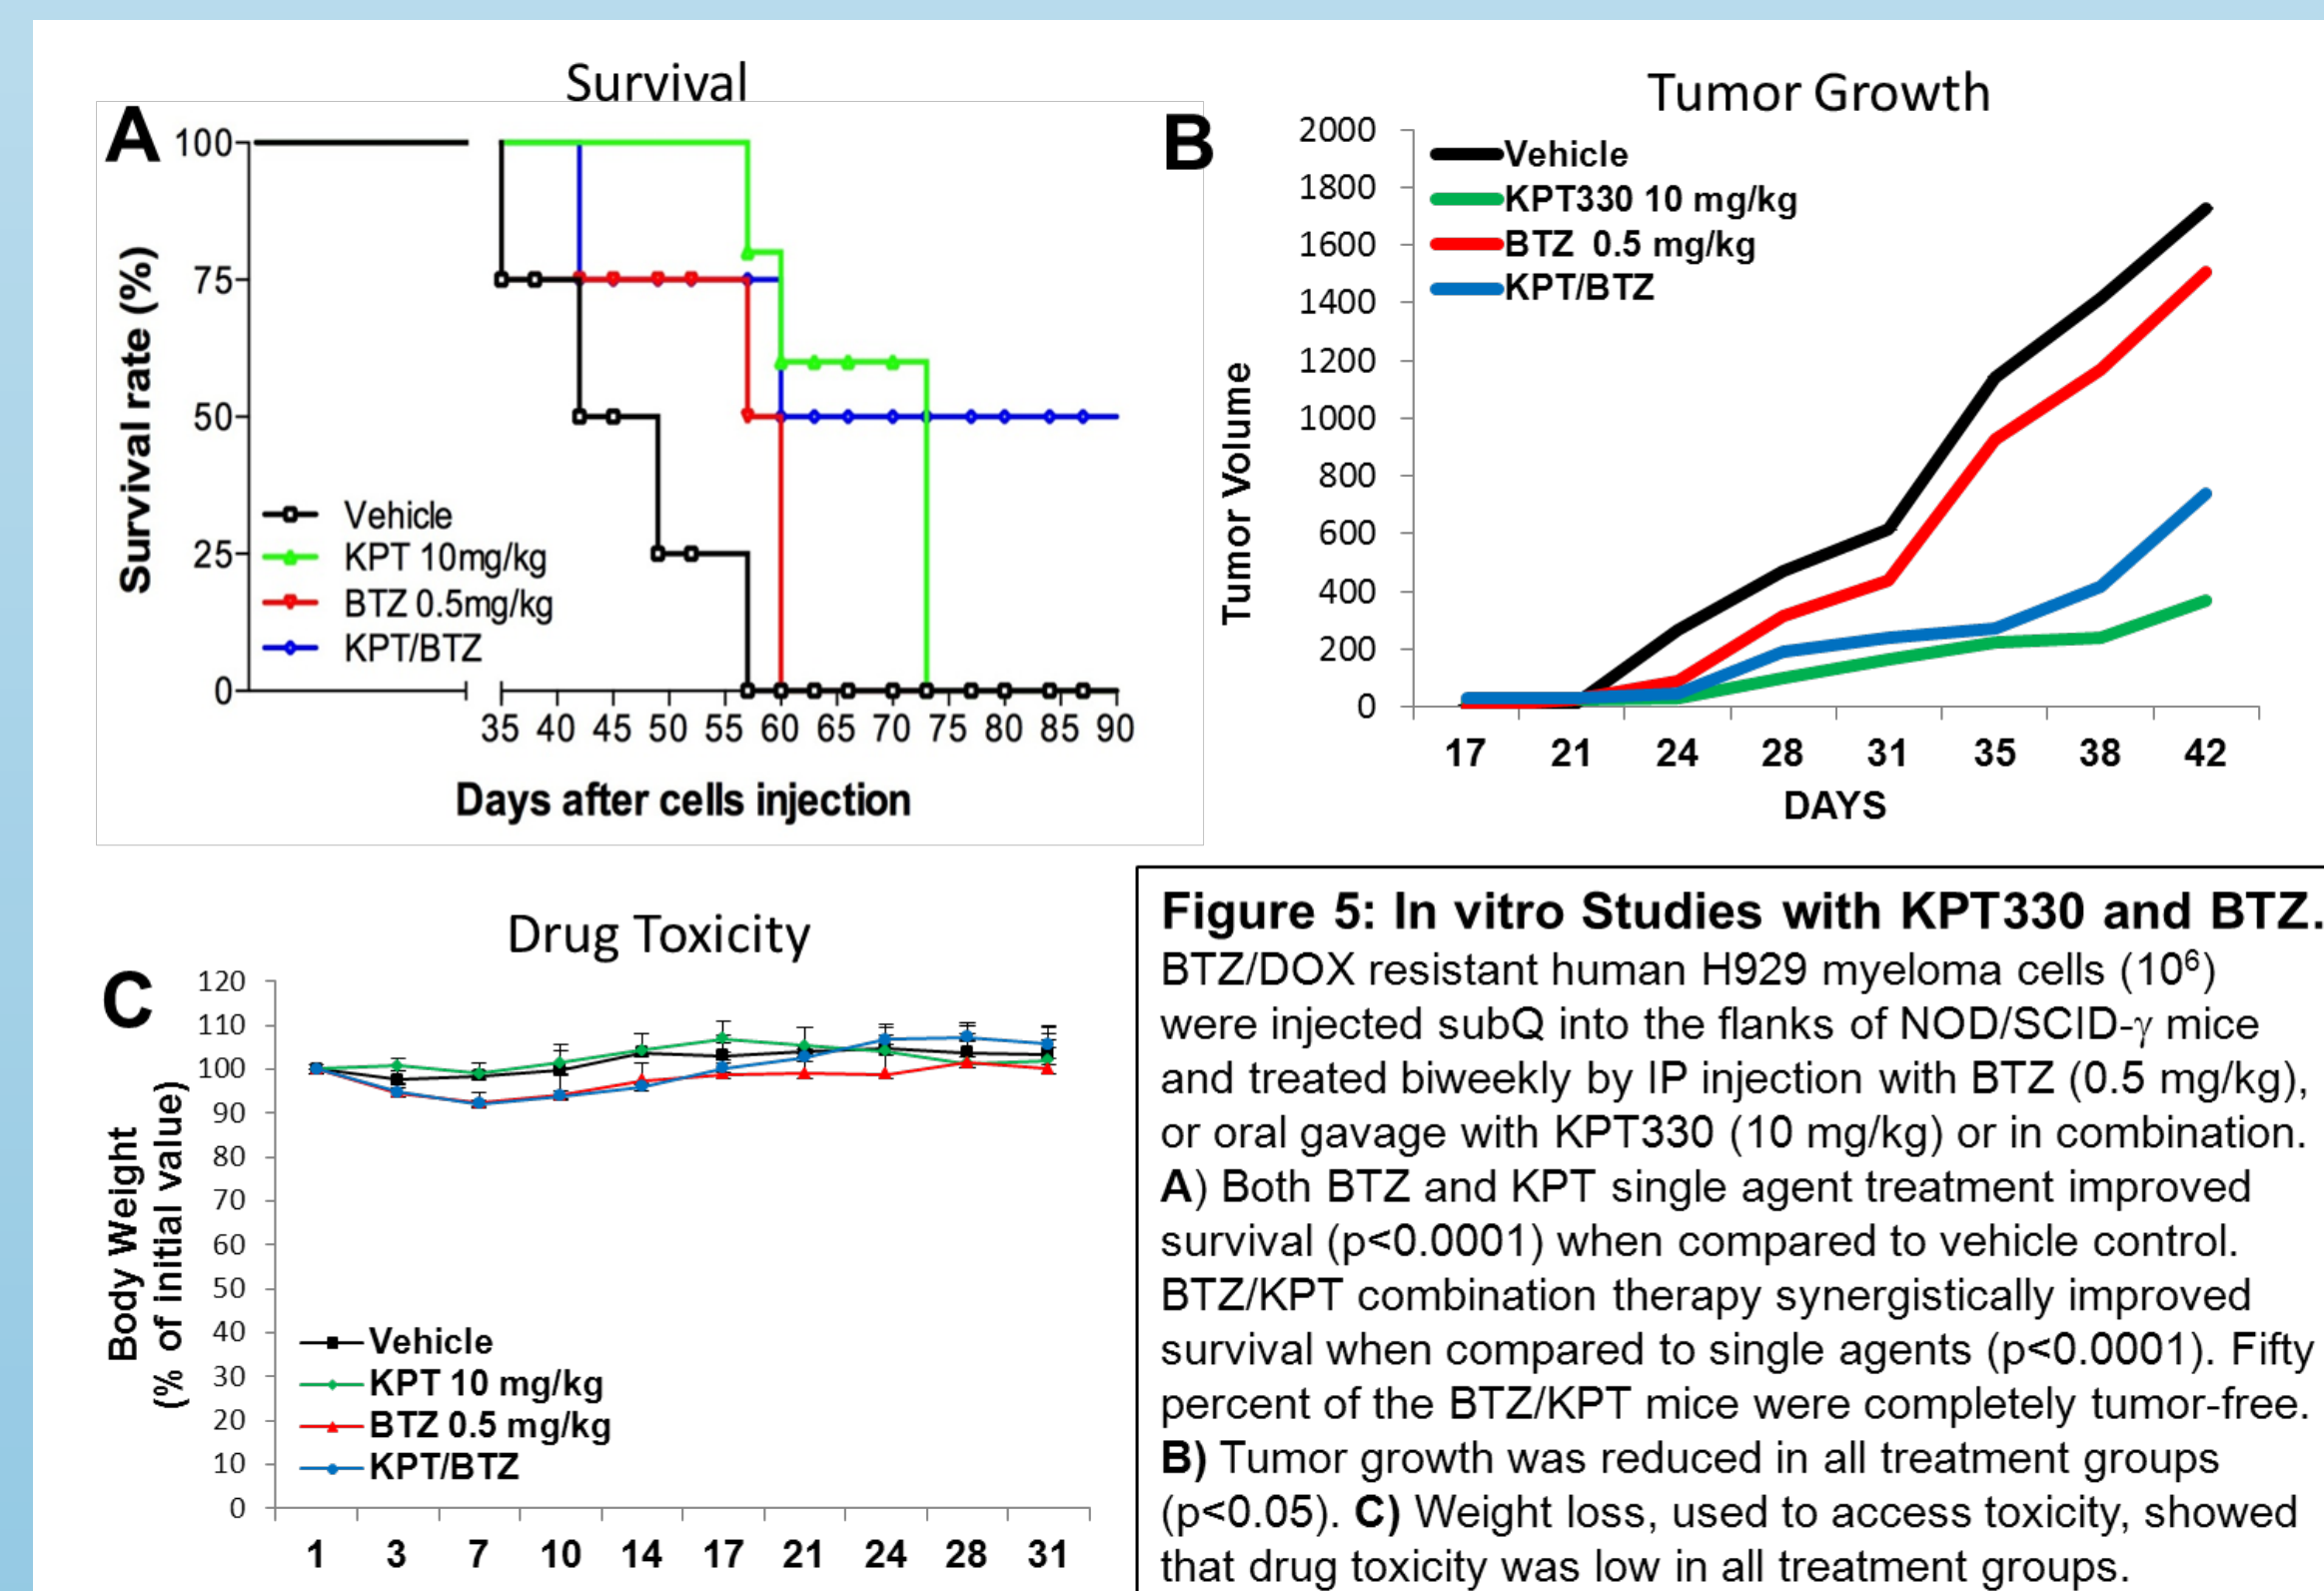 Survival
A
100
75
50
25
0
Survival rate (%)
Vehicle
KPT 10mg/kg
BTZ 0.5mg/kg
KPT/BTZ
35 40 45 50 55 60 65 70 75 80 85 90
Days after cells injection
Tumor Growth
B
2000
1800
1600
1400
1200
1000
800
600
400
200
0
Tumor Volume
Vehicle
KPT330 10 mg/kg
BTZ 0.5 mg/kg
KPT/BTZ
17 21 24 28 31 35 38 42
DAYS
Drug Toxicity
C
120
110
100
90
80
70
60
50
40
30
20
10
0
Body Weight
(% of initial value)
Vehicle
KPT 10 mg/kg
BTZ 0.5 mg/kg
KPT/BTZ
1 3 7 10 14 17 21 24 28 31
Figure 5: In vitro Studies with KPT330 and BTZ.
BTZ/DOX resistant human H929 myeloma cells (10⁶)
were injected subQ into the flanks of NOD/SCID-γ mice
and treated biweekly by IP injection with BTZ (0.5 mg/kg),
or oral gavage with KPT330 (10 mg/kg) or in combination.
A) Both BTZ and KPT single agent treatment improved
survival (p<0.0001) when compared to vehicle control.
BTZ/KPT combination therapy synergistically improved
survival when compared to single agents (p<0.0001). Fifty
percent of the BTZ/KPT mice were completely tumor-free.
B) Tumor growth was reduced in all treatment groups
(p<0.05). C) Weight loss, used to access toxicity, showed
that drug toxicity was low in all treatment groups.